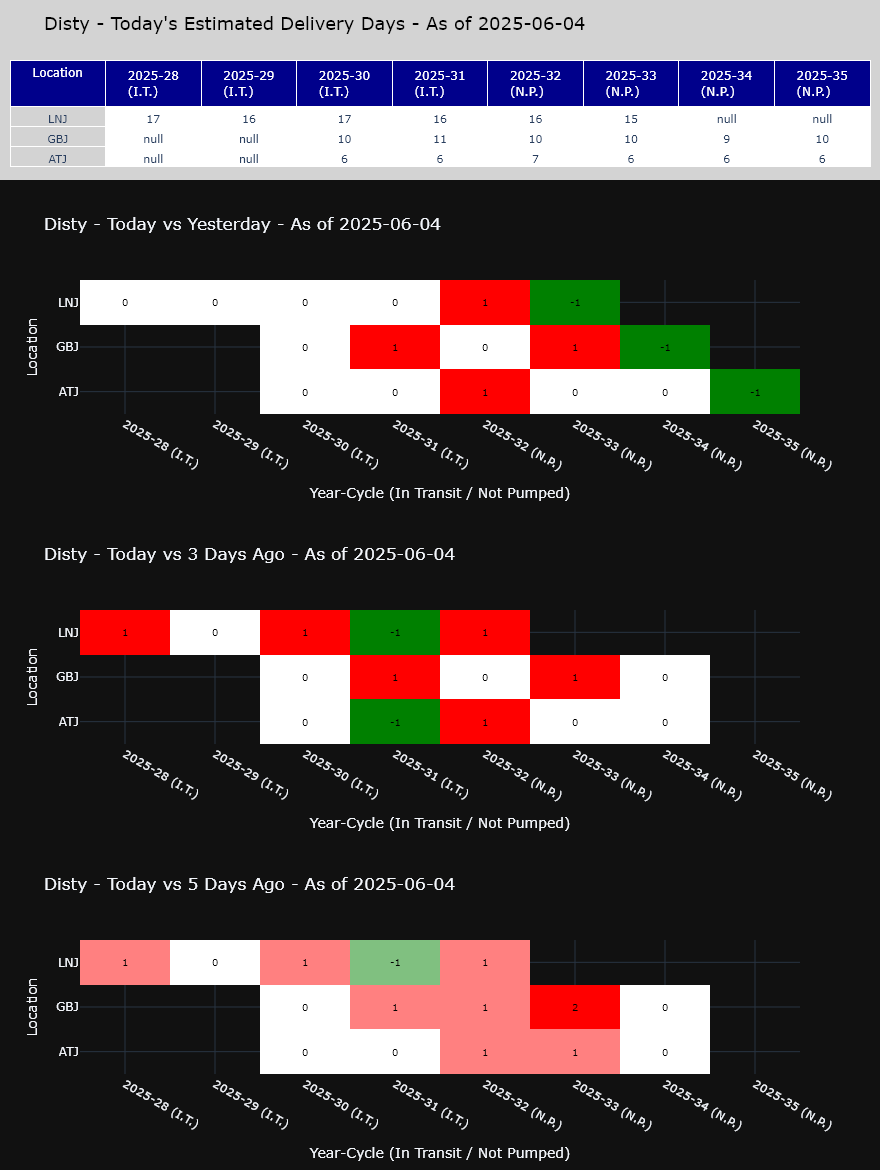 Disty - Today's Estimated Delivery Days - As of 2025-06-04
Location 2025-28 (I.T.) 2025-29 (I.T.) 2025-30 (I.T.) 2025-31 (I.T.) 2025-32 (N.P.) 2025-33 (N.P.) 2025-34 (N.P.) 2025-35 (N.P.)
LNJ 17 16 17 16 16 15 null null
GBJ null null 10 11 10 10 9 10
ATJ null null 6 6 7 6 6 6
Disty - Today vs Yesterday - As of 2025-06-04
Location
LNJ 0 0 0 0 1 -1
GBJ 0 1 0 1 -1
ATJ 0 0 1 0 0 -1
2025-28 (I.T.) 2025-29 (I.T.) 2025-30 (I.T.) 2025-31 (I.T.) 2025-32 (N.P.) 2025-33 (N.P.) 2025-34 (N.P.) 2025-35 (N.P.)
Year-Cycle (In Transit / Not Pumped)
Disty - Today vs 3 Days Ago - As of 2025-06-04
Location
LNJ 1 0 1 -1 1
GBJ 0 1 0 1 0
ATJ 0 -1 1 0 0
2025-28 (I.T.) 2025-29 (I.T.) 2025-30 (I.T.) 2025-31 (I.T.) 2025-32 (N.P.) 2025-33 (N.P.) 2025-34 (N.P.) 2025-35 (N.P.)
Year-Cycle (In Transit / Not Pumped)
Disty - Today vs 5 Days Ago - As of 2025-06-04
Location
LNJ 1 0 1 -1 1
GBJ 0 1 1 2 0
ATJ 0 0 1 1 0
2025-28 (I.T.) 2025-29 (I.T.) 2025-30 (I.T.) 2025-31 (I.T.) 2025-32 (N.P.) 2025-33 (N.P.) 2025-34 (N.P.) 2025-35 (N.P.)
Year-Cycle (In Transit / Not Pumped)